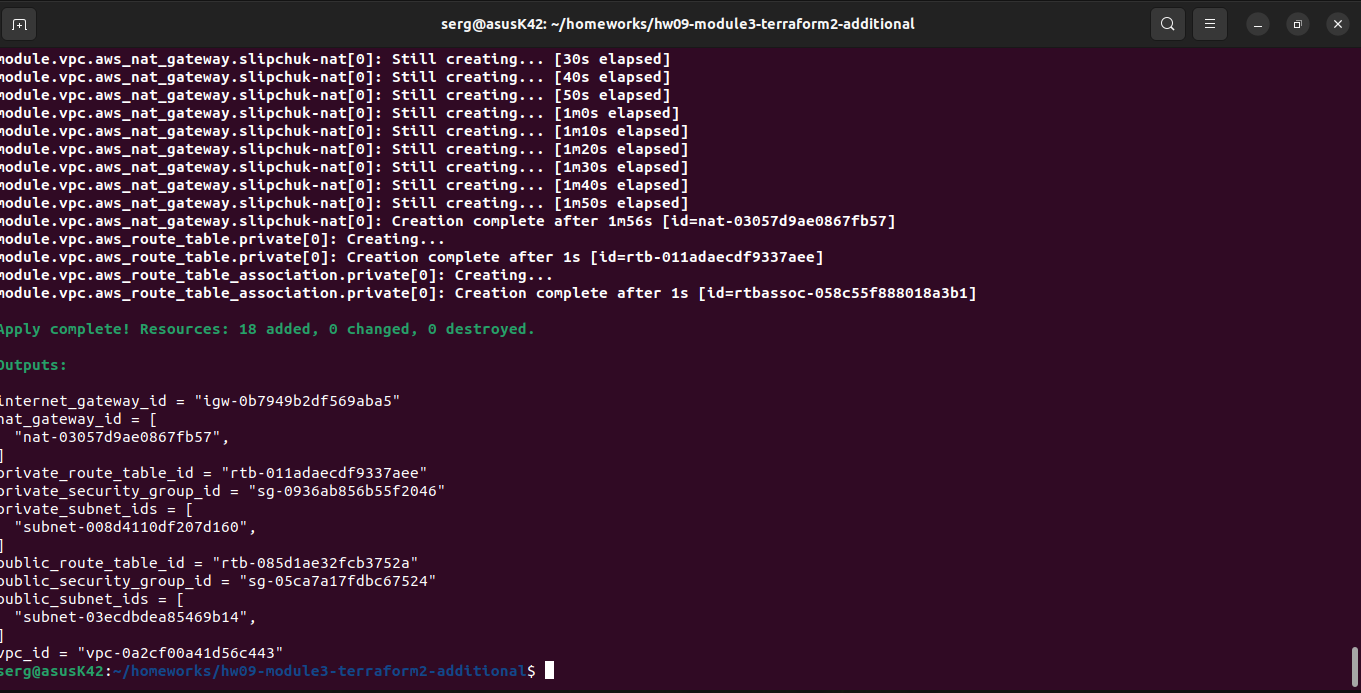 serg@asusK42: ~/homeworks/hw09-module3-terraform2-additional
module.vpc.aws_nat_gateway.slipchuk-nat[0]: Still creating... [30s elapsed]
module.vpc.aws_nat_gateway.slipchuk-nat[0]: Still creating... [40s elapsed]
module.vpc.aws_nat_gateway.slipchuk-nat[0]: Still creating... [50s elapsed]
module.vpc.aws_nat_gateway.slipchuk-nat[0]: Still creating... [1m0s elapsed]
module.vpc.aws_nat_gateway.slipchuk-nat[0]: Still creating... [1m10s elapsed]
module.vpc.aws_nat_gateway.slipchuk-nat[0]: Still creating... [1m20s elapsed]
module.vpc.aws_nat_gateway.slipchuk-nat[0]: Still creating... [1m30s elapsed]
module.vpc.aws_nat_gateway.slipchuk-nat[0]: Still creating... [1m40s elapsed]
module.vpc.aws_nat_gateway.slipchuk-nat[0]: Still creating... [1m50s elapsed]
module.vpc.aws_nat_gateway.slipchuk-nat[0]: Creation complete after 1m56s [id=nat-03057d9ae0867fb57]
module.vpc.aws_route_table.private[0]: Creating...
module.vpc.aws_route_table.private[0]: Creation complete after 1s [id=rtb-011adaecdf9337aee]
module.vpc.aws_route_table_association.private[0]: Creating...
module.vpc.aws_route_table_association.private[0]: Creation complete after 1s [id=rtbassoc-058c55f888018a3b1]
Apply complete! Resources: 18 added, 0 changed, 0 destroyed.
Outputs:
internet_gateway_id = "igw-0b7949b2df569aba5"
nat_gateway_id = [
"nat-03057d9ae0867fb57",
]
private_route_table_id = "rtb-011adaecdf9337aee"
private_security_group_id = "sg-0936ab856b55f2046"
private_subnet_ids = [
"subnet-008d4110df207d160",
]
public_route_table_id = "rtb-085d1ae32fcb3752a"
public_security_group_id = "sg-05ca7a17fdbc67524"
public_subnet_ids = [
"subnet-03ecdbdea85469b14",
]
vpc_id = "vpc-0a2cf00a41d56c443"
serg@asusK42:~/homeworks/hw09-module3-terraform2-additional$